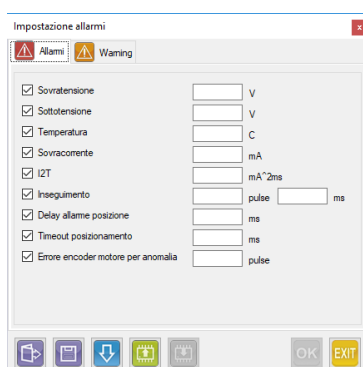 Impostazione allarmi
x
Allarmi Warning
Sovratensione V
Sottotensione V
Temperatura C
Sovracorrente mA
I2T mA^2ms
Inseguimento pulse ms
Delay allarme posizione ms
Timeout posizionamento ms
Errore encoder motore per anomalia pulse
OK EXIT